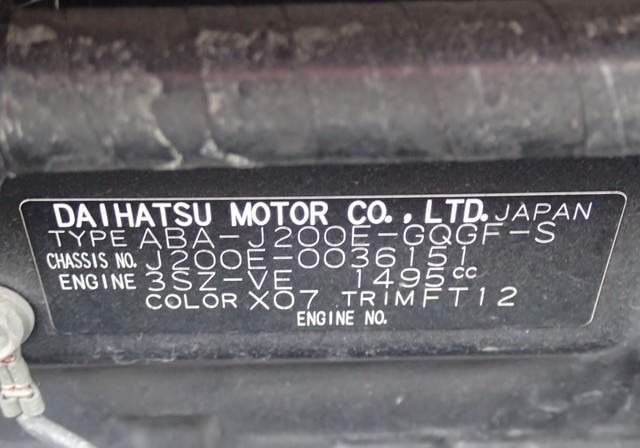 DAIHATSU MOTOR CO., LTD. JAPAN
TYPE ABA-J200E-GQGF-S
CHASSIS NO. J200E-0036151
ENGINE 3SZ-VE 1495cc
COLOR X07 TRIM FT12
ENGINE NO.